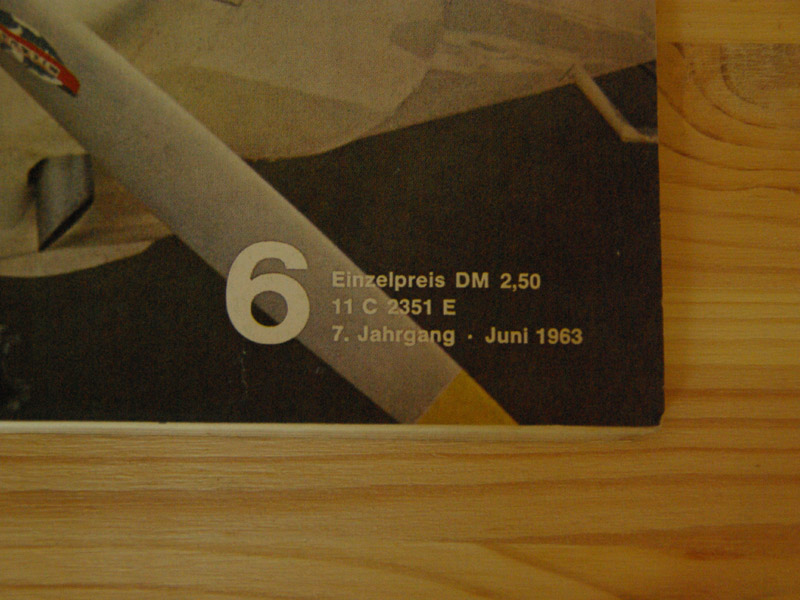 6
Einzelpreis DM 2,50
11 C 2351 E
7. Jahrgang · Juni 1963